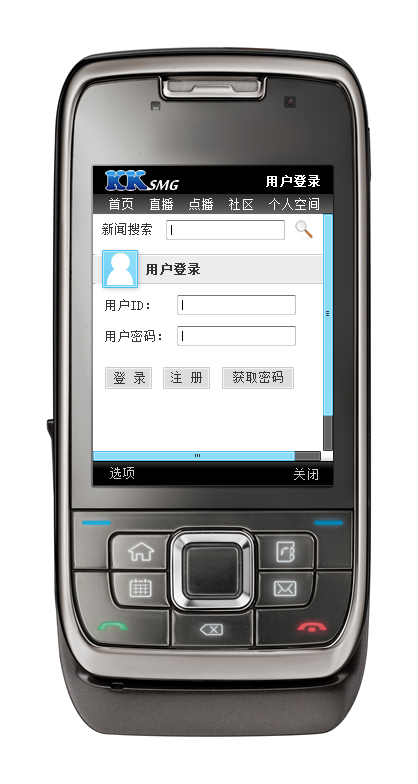 KKSMG 用户登录
首页 直播 点播 社区 个人空间
新闻搜索
用户登录
用户ID:
用户密码:
登 录 注 册 获取密码
选项 关闭